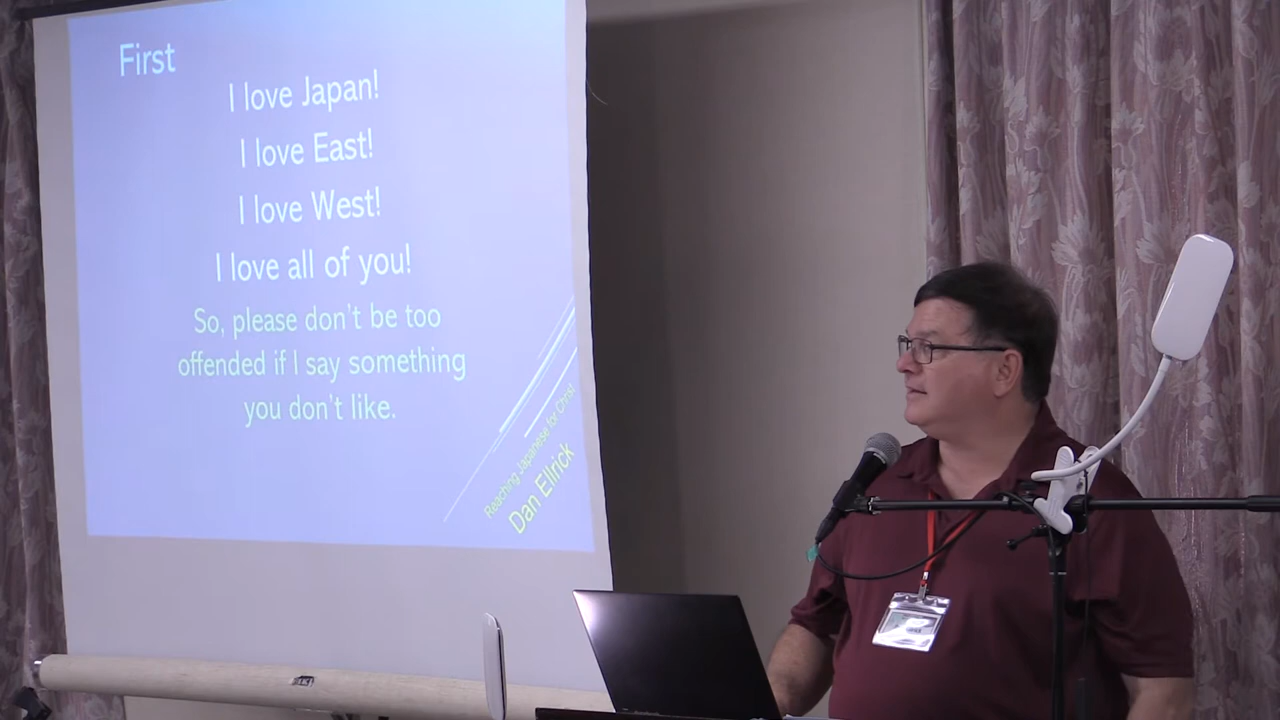 First
I love Japan!
I love East!
I love West!
I love all of you!
So, please don't be too
offended if I say something
you don't like.
Reaching Japanese for Christ
Dan Ellrick